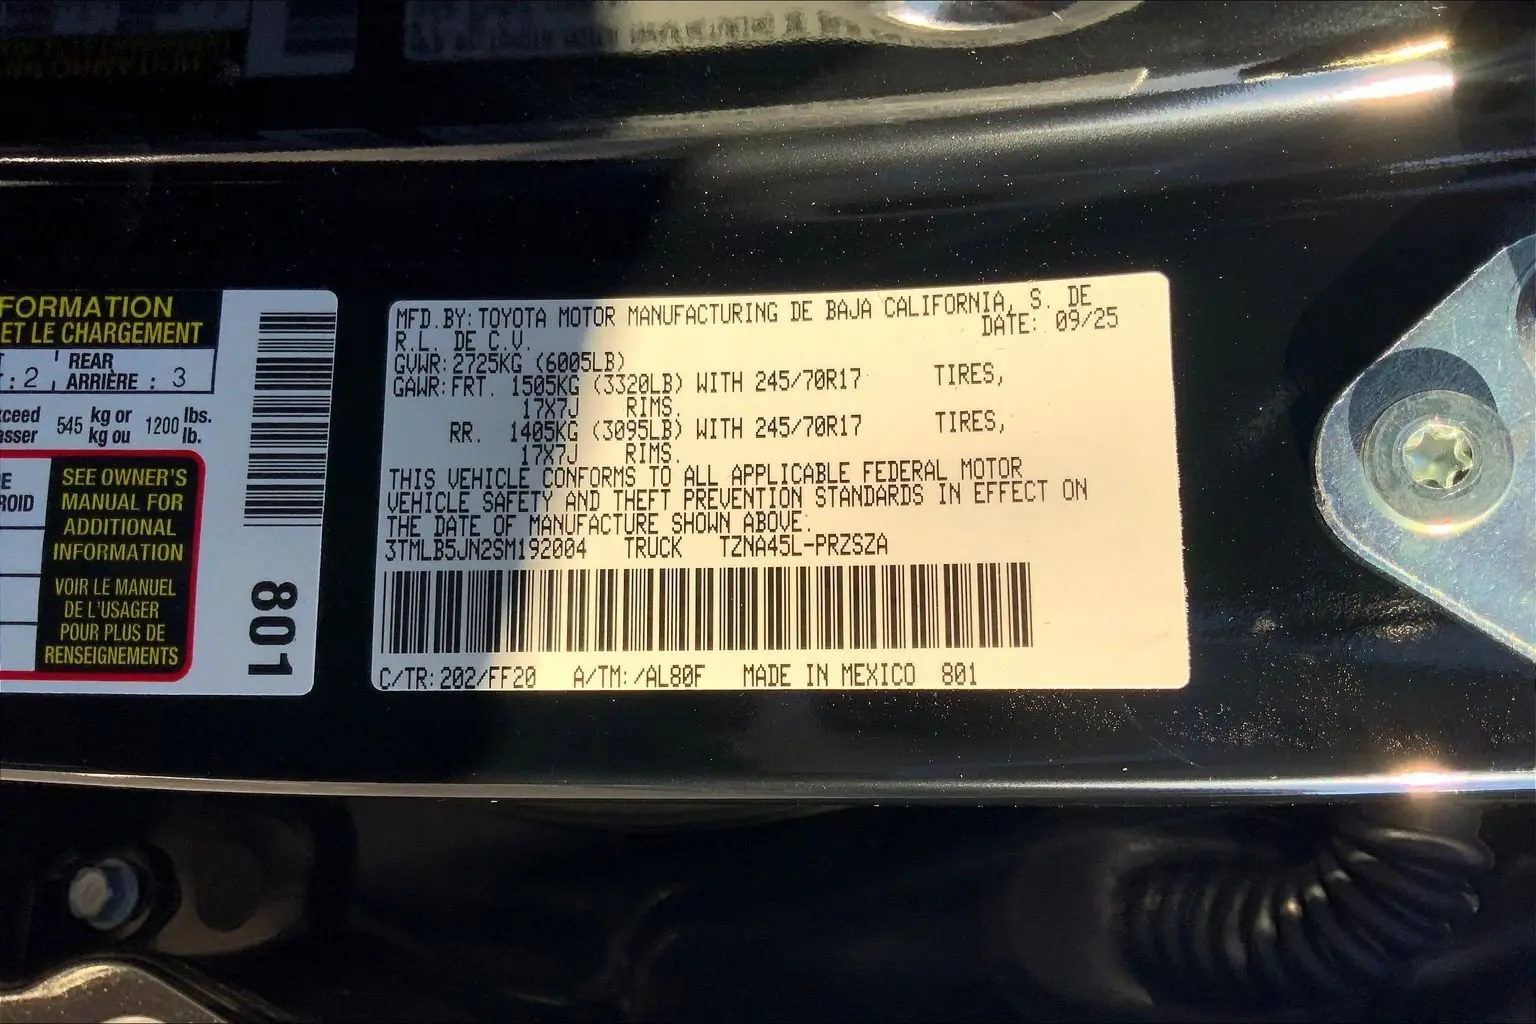 FORMATION
ET LE CHARGEMENT
REAR
: 2 ARRIÈRE : 3
xceed 545 kg or 1200 lbs.
asser kg ou lb.
ROID
SEE OWNER'S
MANUAL FOR
ADDITIONAL
INFORMATION
VOIR LE MANUEL
DE L'USAGER
POUR PLUS DE
RENSEIGNEMENTS
801
MFD.BY: TOYOTA MOTOR MANUFACTURING DE BAJA CALIFORNIA, S. DE
R.L. DE C.V. DATE: 09/25
GVWR: 2725KG (6005LB)
GAWR: FRT. 1505KG (3320LB) WITH 245/70R17 TIRES,
17X7J RIMS.
RR. 1405KG (3095LB) WITH 245/70R17 TIRES,
17X7J RIMS.
THIS VEHICLE CONFORMS TO ALL APPLICABLE FEDERAL MOTOR
VEHICLE SAFETY AND THEFT PREVENTION STANDARDS IN EFFECT ON
THE DATE OF MANUFACTURE SHOWN ABOVE.
3TMLB5JN2SM192004 TRUCK TZNA45L-PRZSZA
C/TR: 202/FF20 A/TM: /AL80F MADE IN MEXICO 801